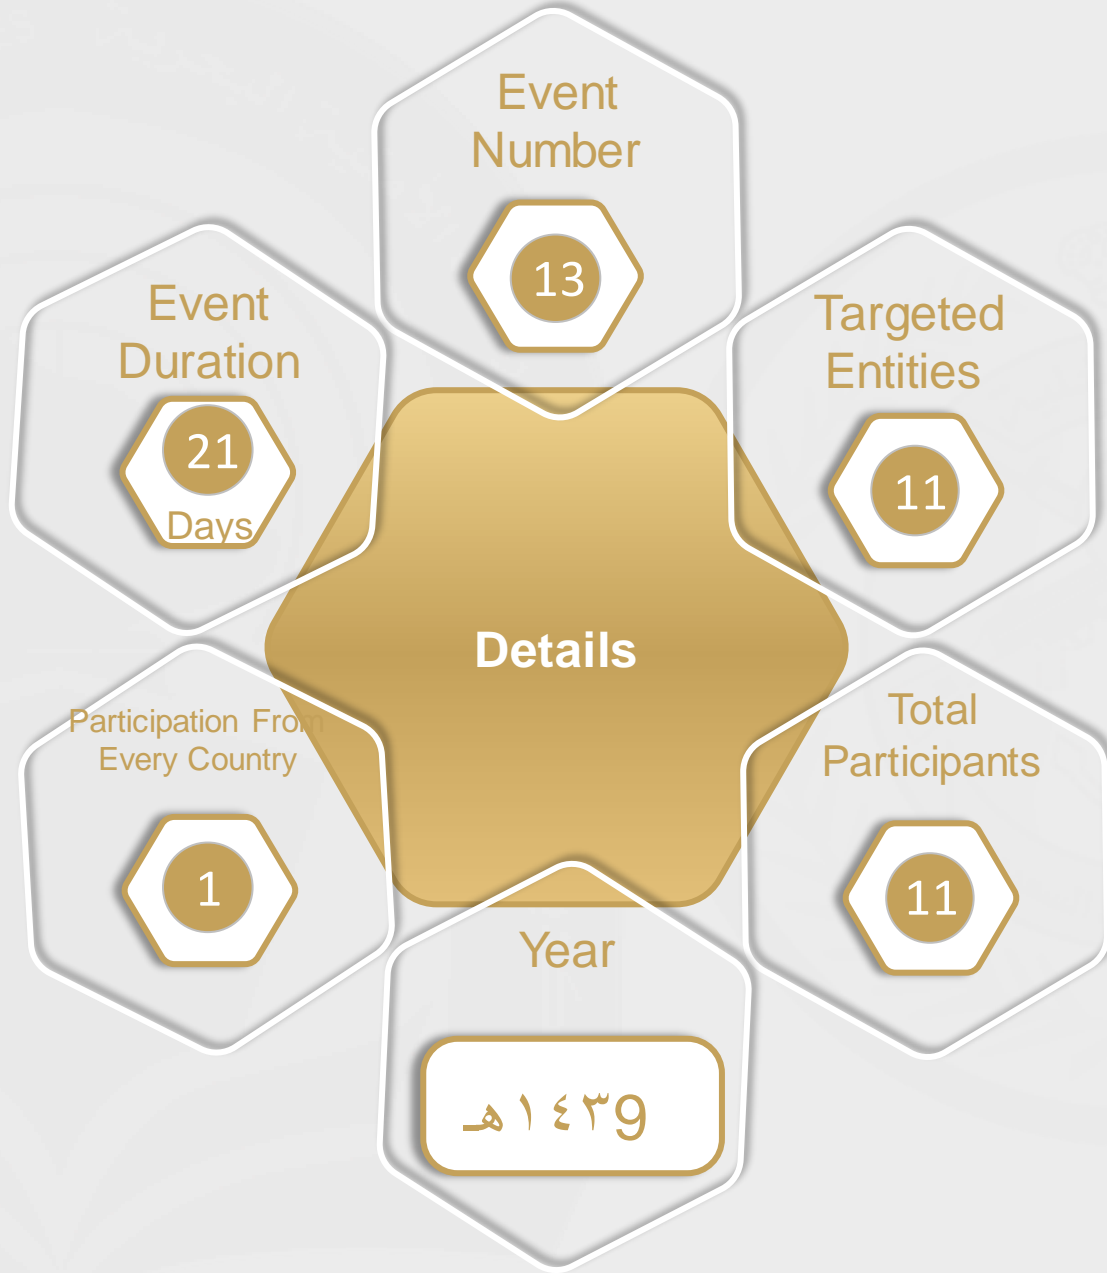 Event
Number
13
Event
Duration
21
Days
Targeted
Entities
11
Details
Participation From
Every Country
1
Total
Participants
11
Year
١٤٣9هـ